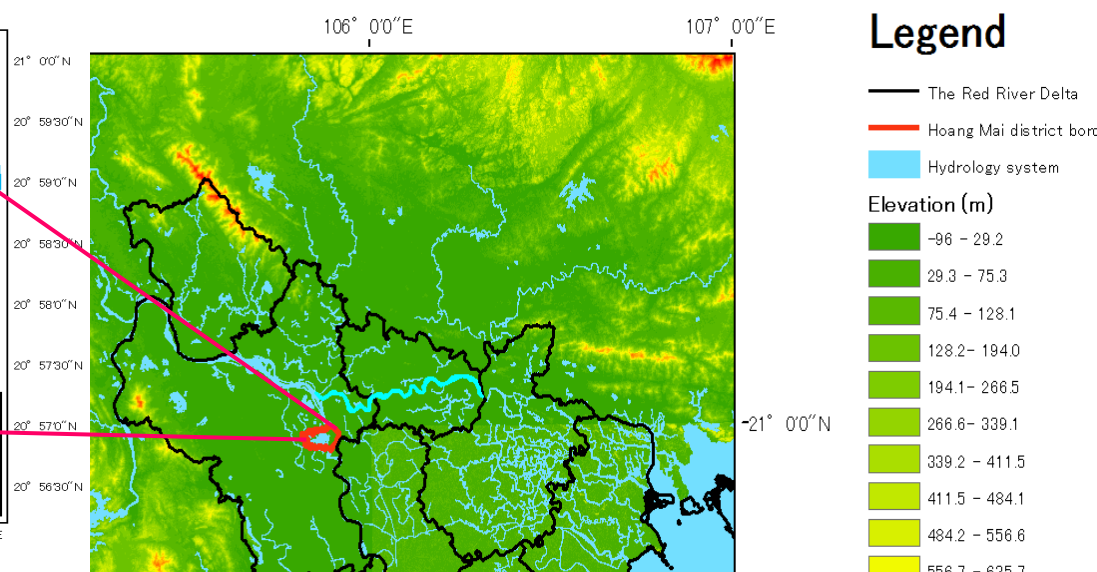 106° 0'0"E
107° 0'0"E
Legend
21° 0'0"N
20° 59'30"N
20° 59'0"N
20° 58'30"N
20° 58'0"N
20° 57'30"N
20° 57'0"N
20° 56'30"N
21° 0'0"N
The Red River Delta
Hoang Mai district bord
Hydrology system
Elevation (m)
-96 - 29.2
29.3 - 75.3
75.4 - 128.1
128.2- 194.0
194.1- 266.5
266.6- 339.1
339.2 - 411.5
411.5 - 484.1
484.2 - 556.6
556.7 - 625.7